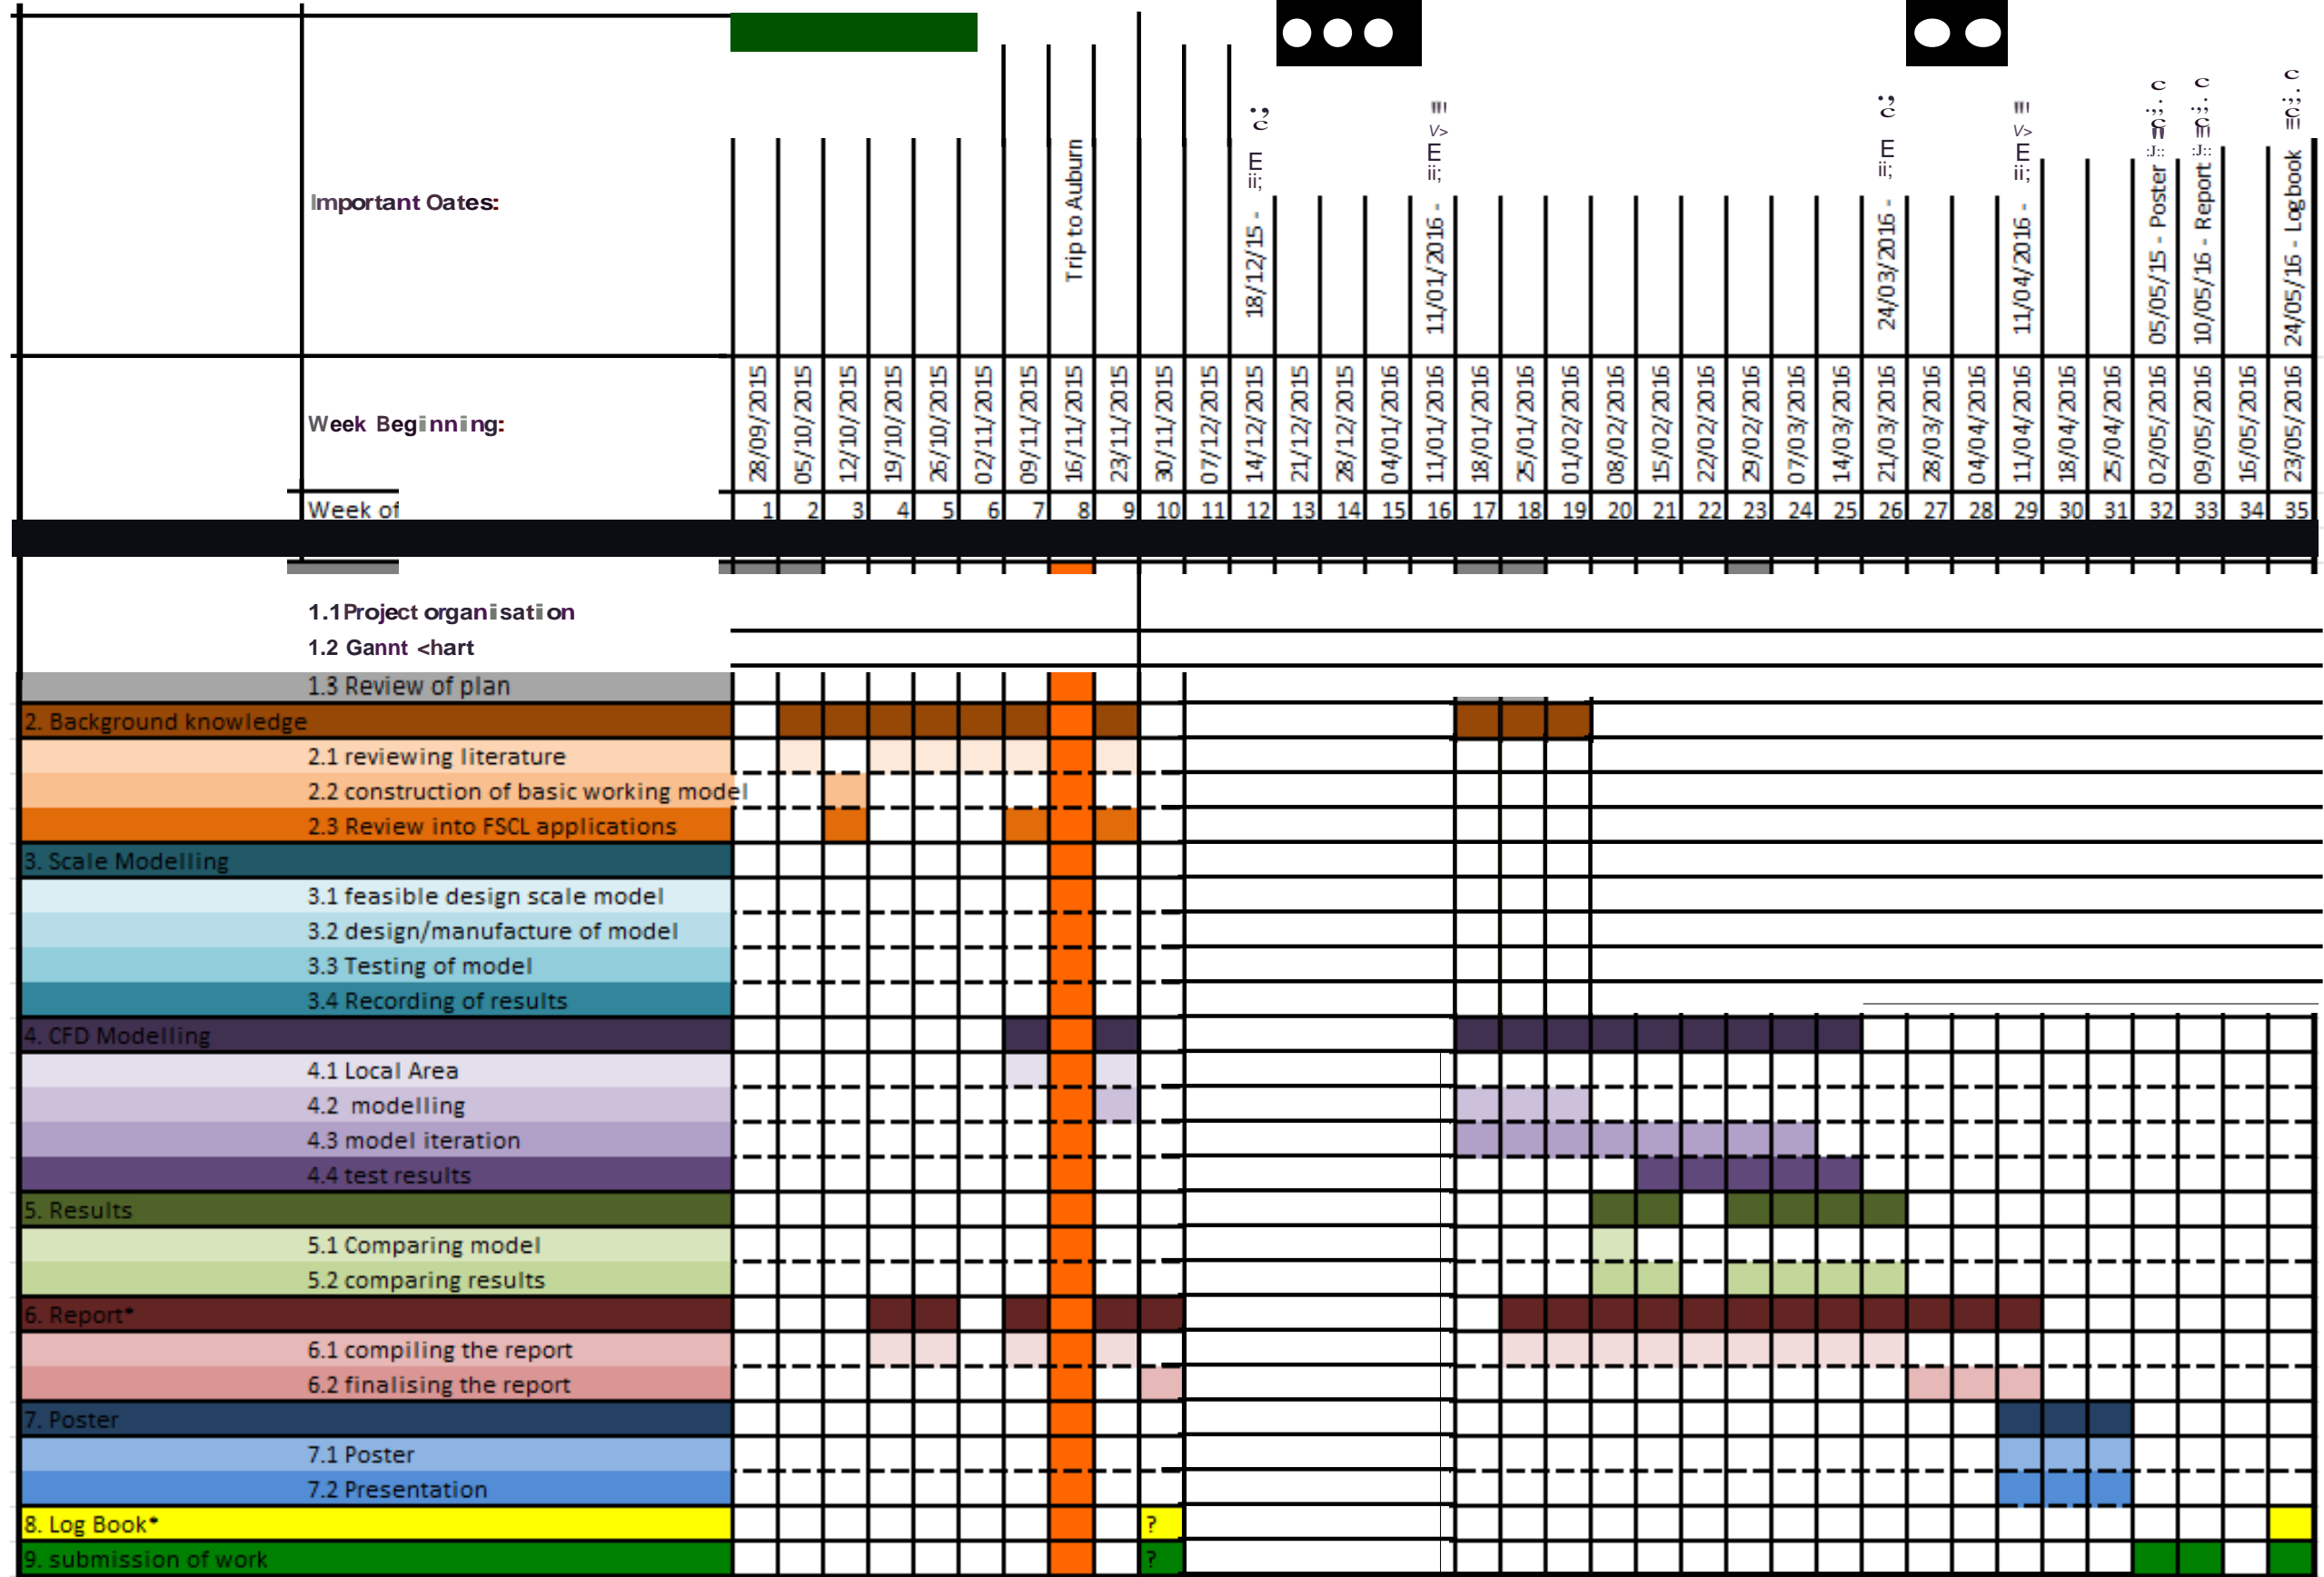 Important Oates:
Trip to Auburn
18/12/15 -
11/01/2016 -
24/03/2016 -
11/04/2016 -
05/05/15 - Poster
10/05/16 - Report
24/05/16 - Logbook
Week Beginning:
28/09/2015
05/10/2015
12/10/2015
19/10/2015
26/10/2015
02/11/2015
09/11/2015
16/11/2015
23/11/2015
30/11/2015
07/12/2015
14/12/2015
21/12/2015
28/12/2015
04/01/2016
11/01/2016
18/01/2016
25/01/2016
01/02/2016
08/02/2016
15/02/2016
22/02/2016
29/02/2016
07/03/2016
14/03/2016
21/03/2016
28/03/2016
04/04/2016
11/04/2016
18/04/2016
25/04/2016
02/05/2016
09/05/2016
16/05/2016
23/05/2016
Week of 1 2 3 4 5 6 7 8 9 10 11 12 13 14 15 16 17 18 19 20 21 22 23 24 25 26 27 28 29 30 31 32 33 34 35
1.1Project organisation
1.2 Gannt <hart
1.3 Review of plan
2. Background knowledge
2.1 reviewing literature
2.2 construction of basic working model
2.3 Review into FSCL applications
3. Scale Modelling
3.1 feasible design scale model
3.2 design/manufacture of model
3.3 Testing of model
3.4 Recording of results
4. CFD Modelling
4.1 Local Area
4.2 modelling
4.3 model iteration
4.4 test results
5. Results
5.1 Comparing model
5.2 comparing results
6. Report*
6.1 compiling the report
6.2 finalising the report
7. Poster
7.1 Poster
7.2 Presentation
8. Log Book* ?
9. submission of work ?